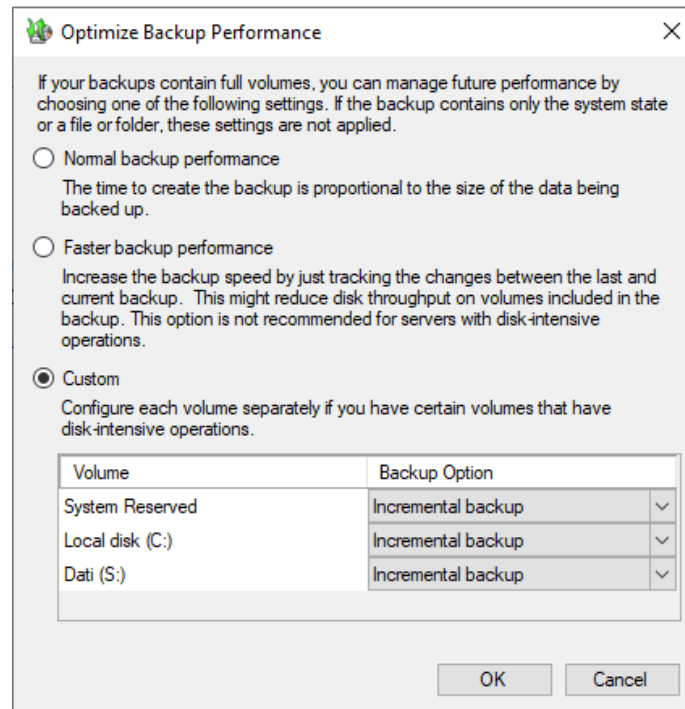 Optimize Backup Performance
If your backups contain full volumes, you can manage future performance by
choosing one of the following settings. If the backup contains only the system state
or a file or folder, these settings are not applied.
Normal backup performance
The time to create the backup is proportional to the size of the data being
backed up.
Faster backup performance
Increase the backup speed by just tracking the changes between the last and
current backup.  This might reduce disk throughput on volumes included in the
backup. This option is not recommended for servers with disk-intensive
operations.
Custom
Configure each volume separately if you have certain volumes that have
disk-intensive operations.
Volume Backup Option
System Reserved Incremental backup
Local disk (C:) Incremental backup
Dati (S:) Incremental backup
OK Cancel